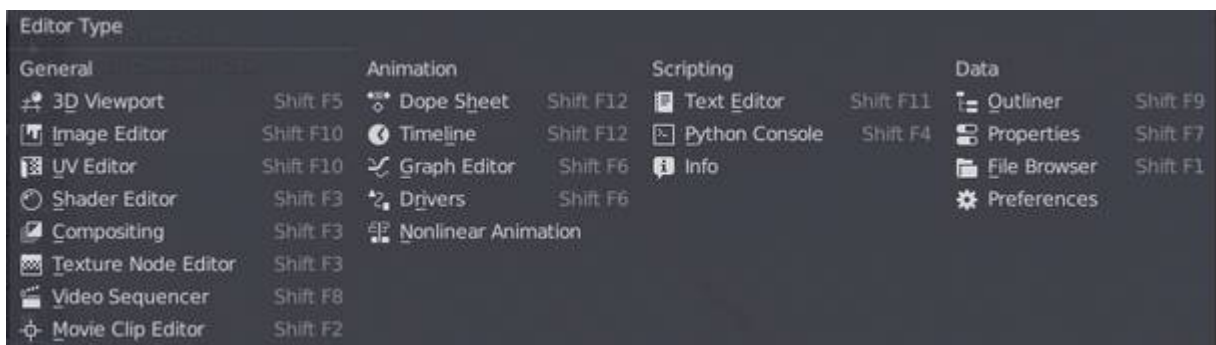 Editor Type
General
3D Viewport Shift F5
Image Editor Shift F10
UV Editor Shift F10
Shader Editor Shift F3
Compositing Shift F3
Texture Node Editor Shift F3
Video Sequencer Shift F8
Movie Clip Editor Shift F2
Animation
Dope Sheet Shift F12
Timeline Shift F12
Graph Editor Shift F6
Drivers Shift F6
Nonlinear Animation
Scripting
Text Editor Shift F11
Python Console Shift F4
Info
Data
Outliner Shift F9
Properties Shift F7
File Browser Shift F1
Preferences